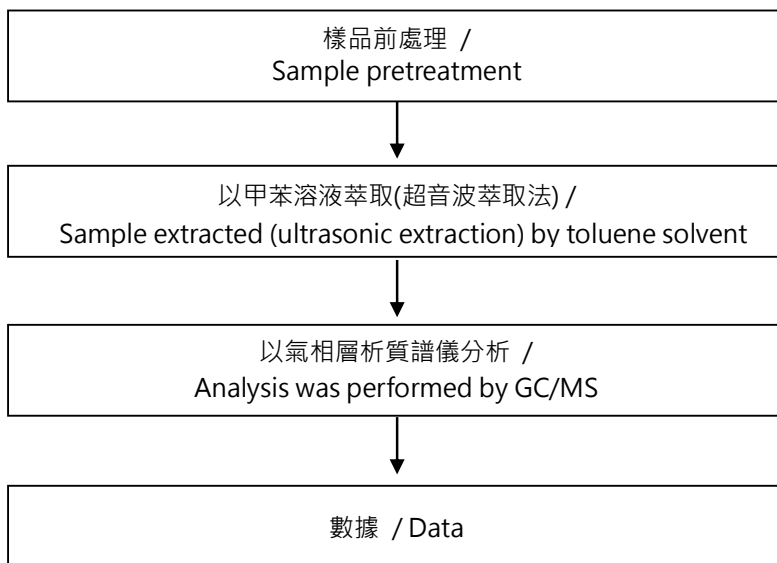 樣品前處理 /
Sample pretreatment
以甲苯溶液萃取(超音波萃取法) /
Sample extracted (ultrasonic extraction) by toluene solvent
以氣相層析質譜儀分析 /
Analysis was performed by GC/MS
數據 / Data